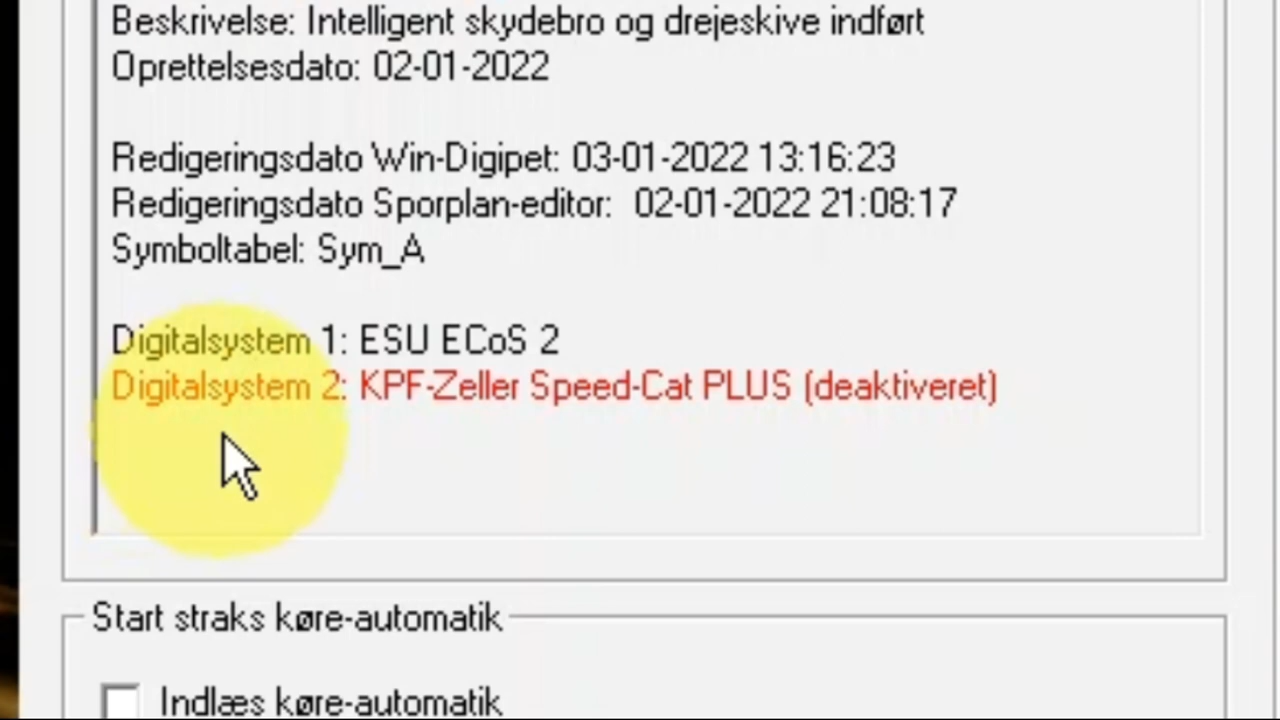 Beskrivelse: Intelligent skydebro og drejeskive indført
Oprettelsesdato: 02-01-2022
Redigeringsdato Win-Digipet: 03-01-2022 13:16:23
Redigeringsdato Sporplan-editor:  02-01-2022 21:08:17
Symboltabel: Sym_A
Digitalsystem 1: ESU ECoS 2
Digitalsystem 2: KPF-Zeller Speed-Cat PLUS (deaktiveret)
Start straks køre-automatik
Indlæs køre-automatik